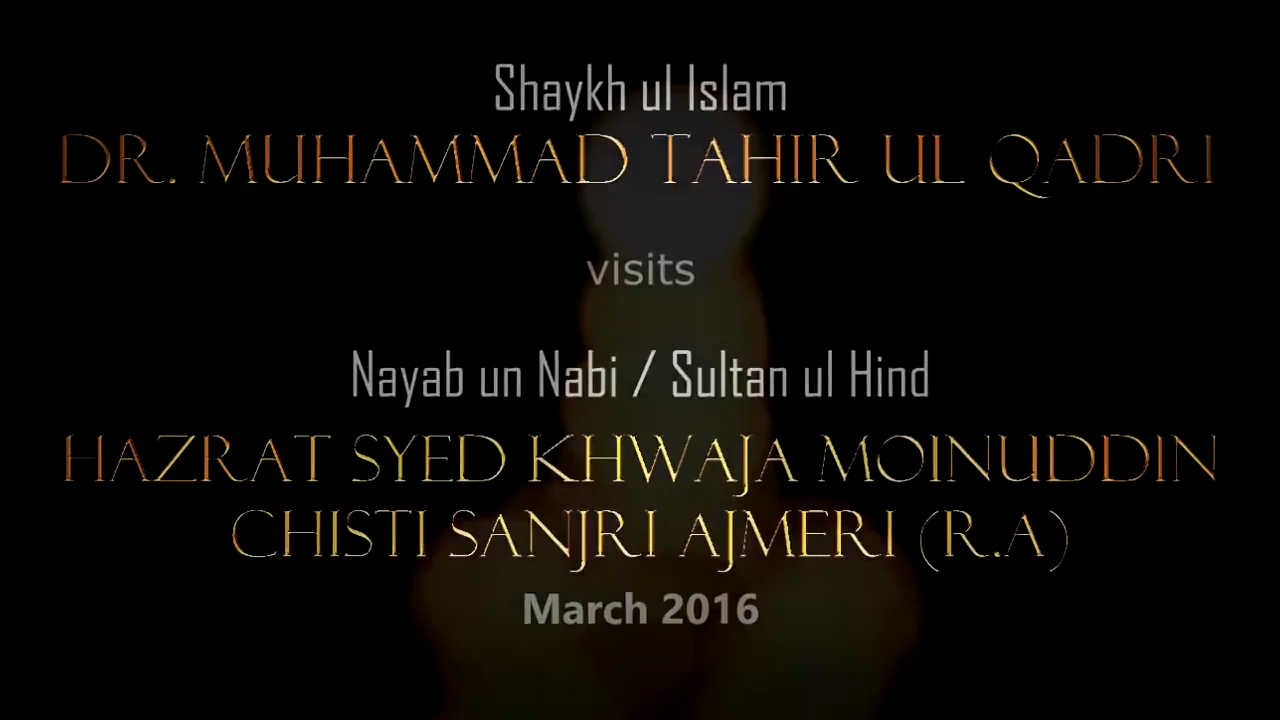 Shaykh ul Islam
DR. MUHAMMAD TAHIR UL QADRI
visits
Nayab un Nabi / Sultan ul Hind
HAZRAT SYED KHWAJA MOINUDDIN
CHISTI SANJRI AJMERI (R.A)
March 2016